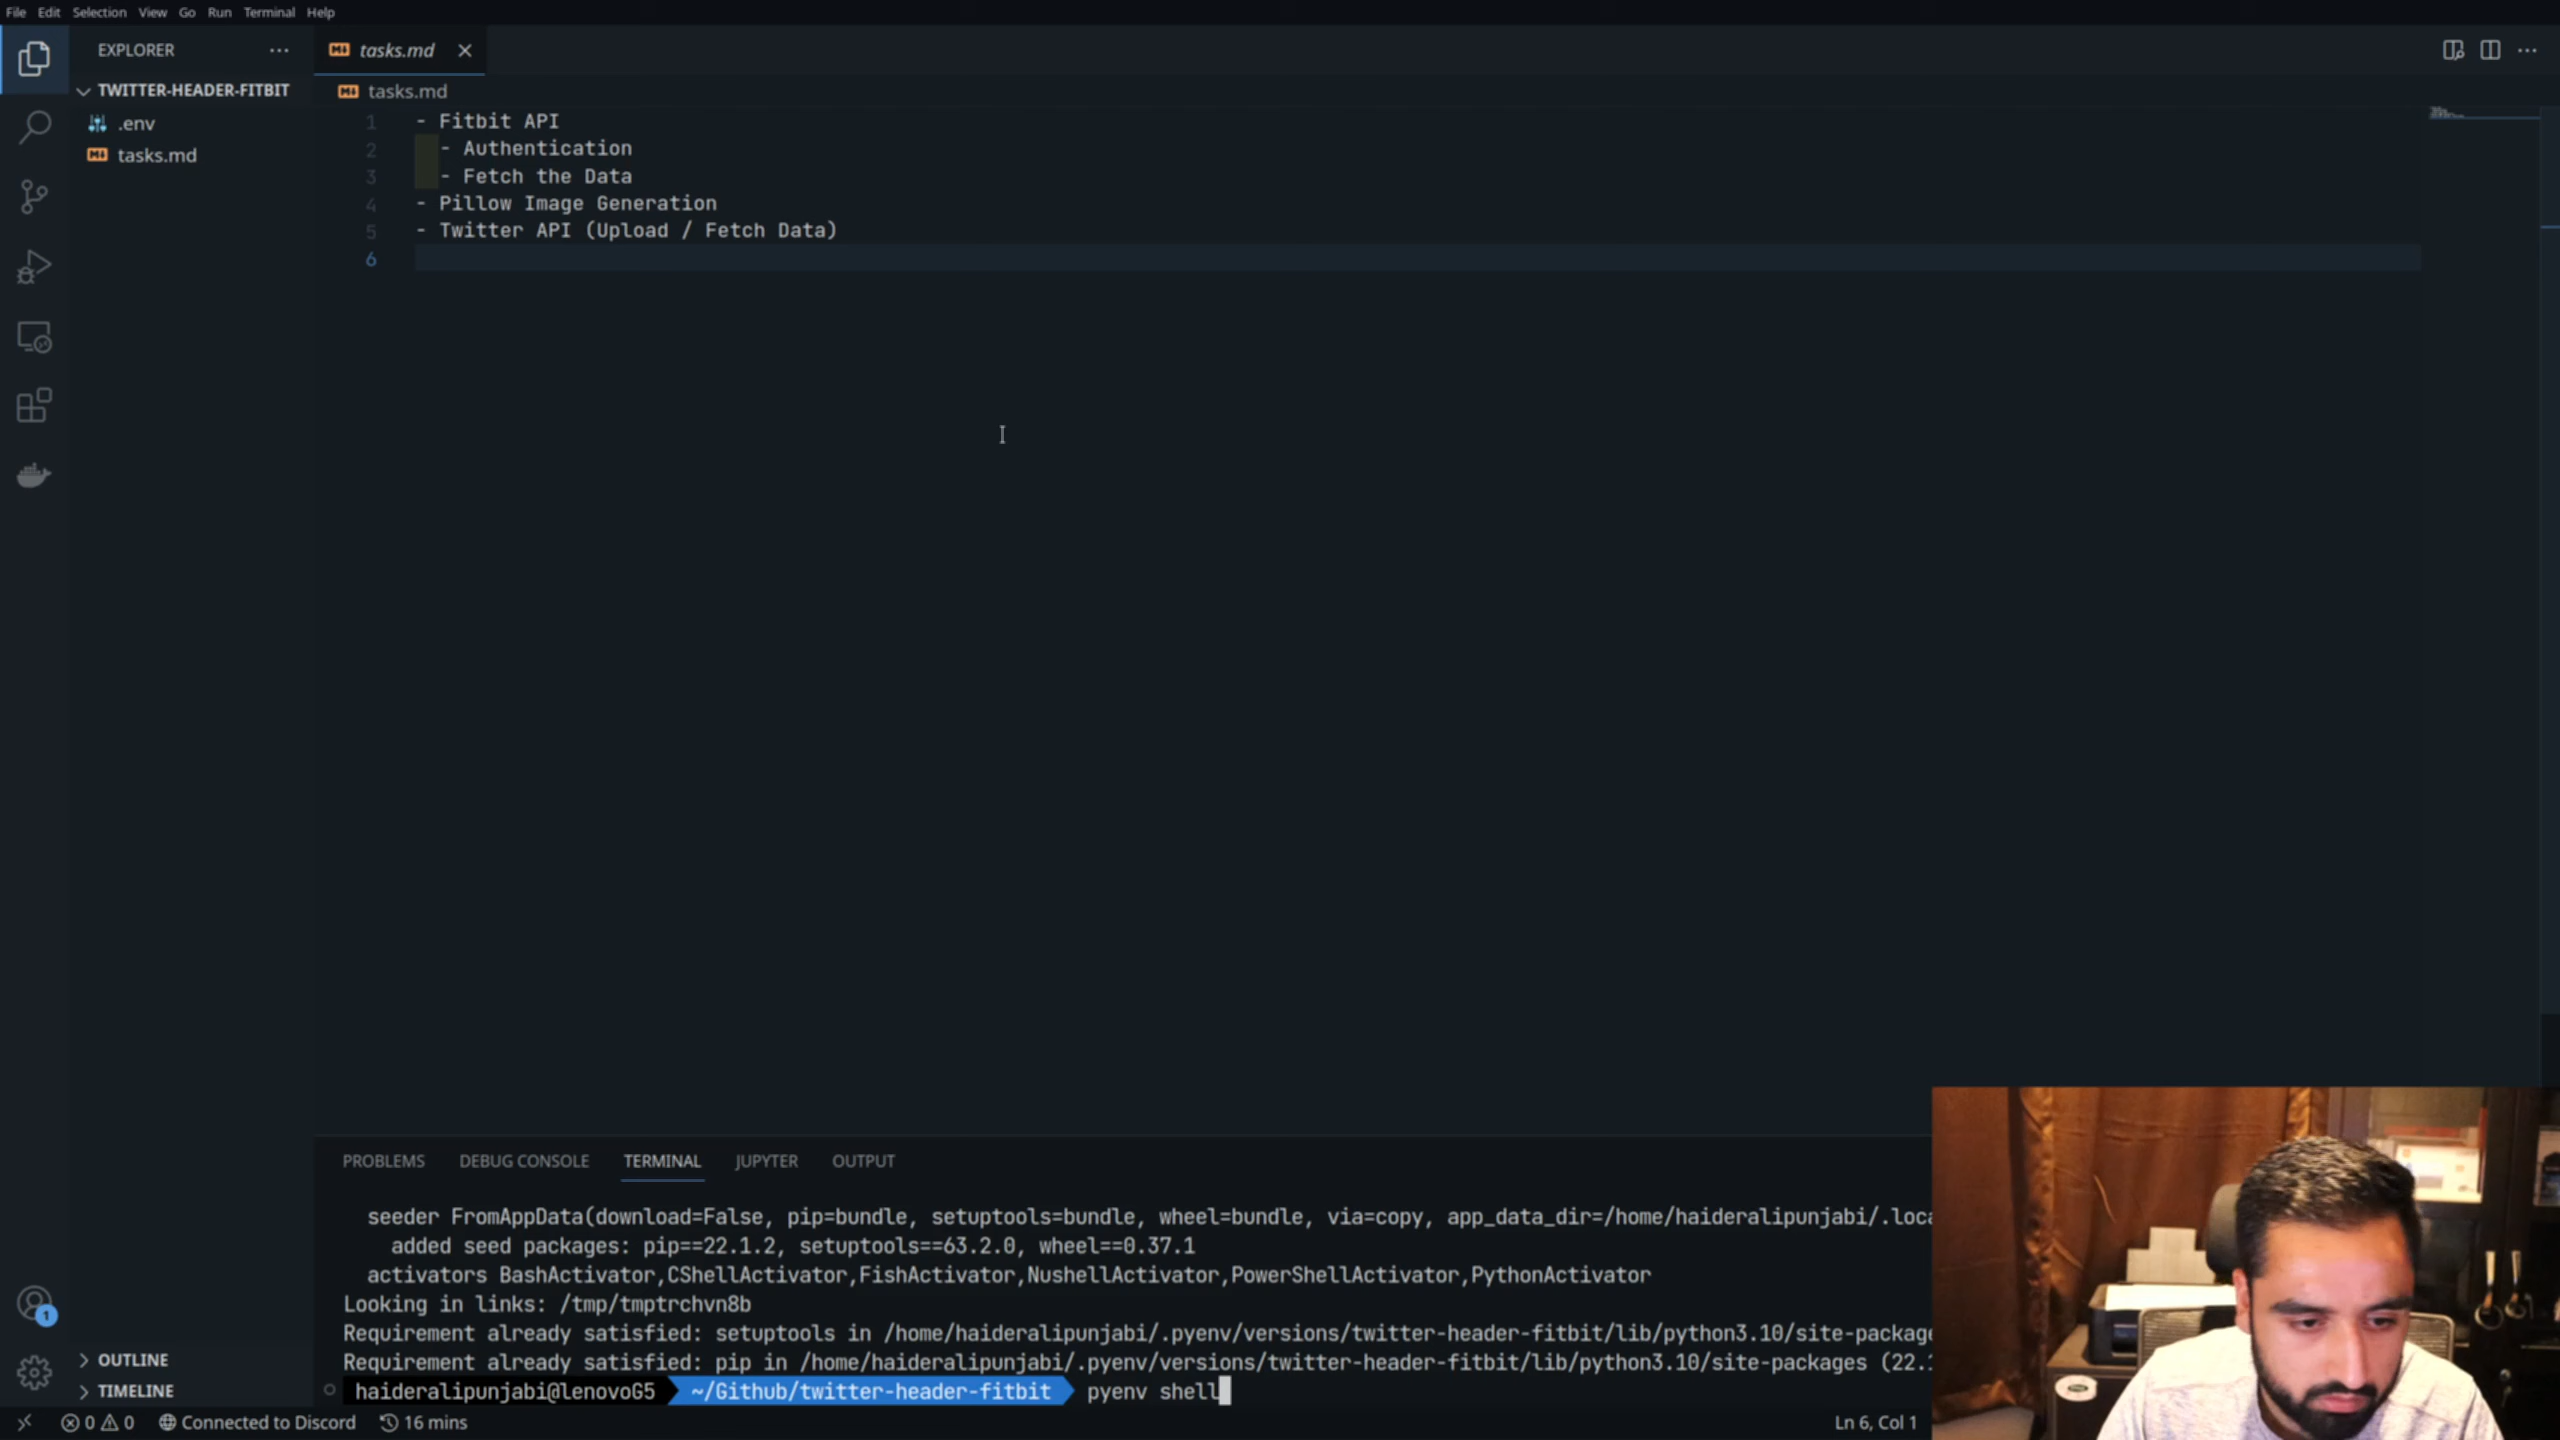 File Edit Selection View Go Run Terminal Help
EXPLORER
TWITTER-HEADER-FITBIT
.env
tasks.md
tasks.md
tasks.md
1 - Fitbit API
2 - Authentication
3 - Fetch the Data
4 - Pillow Image Generation
5 - Twitter API (Upload / Fetch Data)
6
PROBLEMS DEBUG CONSOLE TERMINAL JUPYTER OUTPUT
seeder FromAppData(download=False, pip=bundle, setuptools=bundle, wheel=bundle, via=copy, app_data_dir=/home/haideralipunjabi/.loca
added seed packages: pip==22.1.2, setuptools==63.2.0, wheel==0.37.1
activators BashActivator,CShellActivator,FishActivator,NushellActivator,PowerShellActivator,PythonActivator
Looking in links: /tmp/tmptrchvn8b
Requirement already satisfied: setuptools in /home/haideralipunjabi/.pyenv/versions/twitter-header-fitbit/lib/python3.10/site-package
Requirement already satisfied: pip in /home/haideralipunjabi/.pyenv/versions/twitter-header-fitbit/lib/python3.10/site-packages (22.1
haideralipunjabi@lenovoG5 ~/Github/twitter-header-fitbit pyenv shell
1
OUTLINE
TIMELINE
0 0 Connected to Discord 16 mins Ln 6, Col 1